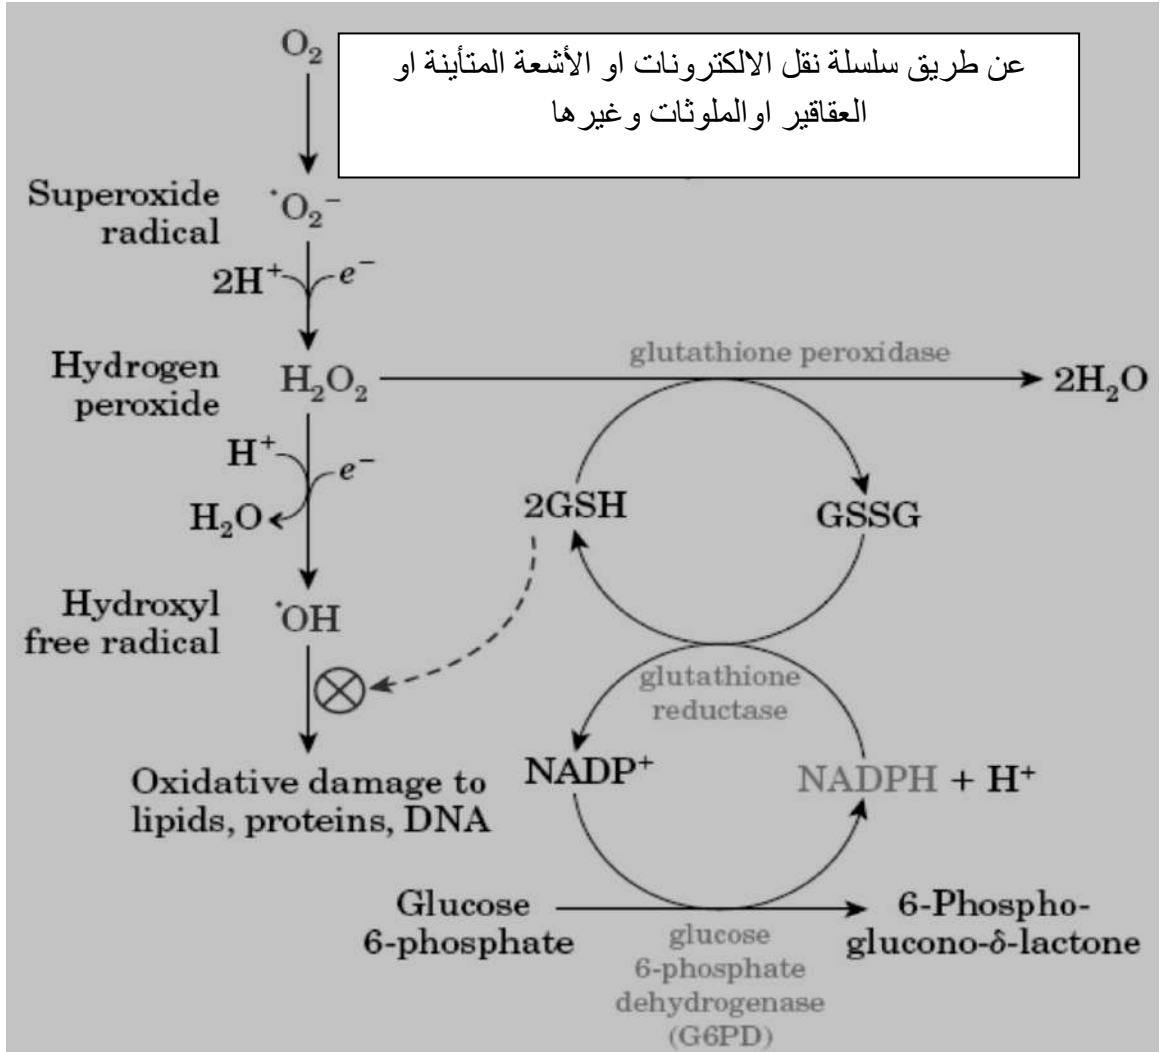 O₂
عن طريق سلسلة نقل الالكترونات او الأشعة المتأينة او
العقاقير اوالملوثات وغيرها
Superoxide
radical
˙O₂⁻
2H⁺
e⁻
Hydrogen
peroxide
H₂O₂
glutathione peroxidase
2H₂O
H⁺
e⁻
H₂O
2GSH
GSSG
Hydroxyl
free radical
˙OH
glutathione
reductase
Oxidative damage to
lipids, proteins, DNA
NADP⁺
NADPH + H⁺
Glucose
6-phosphate
6-Phospho-
glucono-δ-lactone
glucose
6-phosphate
dehydrogenase
(G6PD)